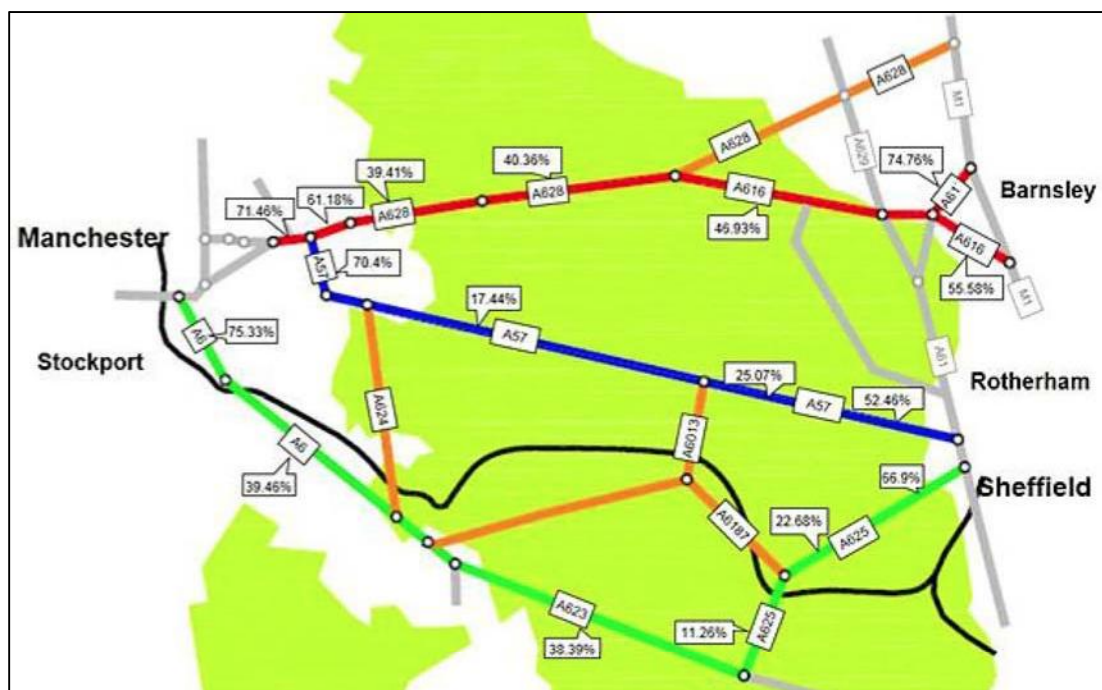 A628
M1
A628
A629
74.76%
40.36%
39.41%
61.18%
A61
Barnsley
71.46%
A628
A628
A616
46.93%
Manchester
A616
A57
70.4%
55.58%
M1
17.44%
A6
75.33%
A57
Stockport
A61
25.07%
Rotherham
A57
52.46%
A624
A6013
A6
39.46%
66.9%
Sheffield
A6187
22.68%
A625
A623
11.26%
A625
38.39%